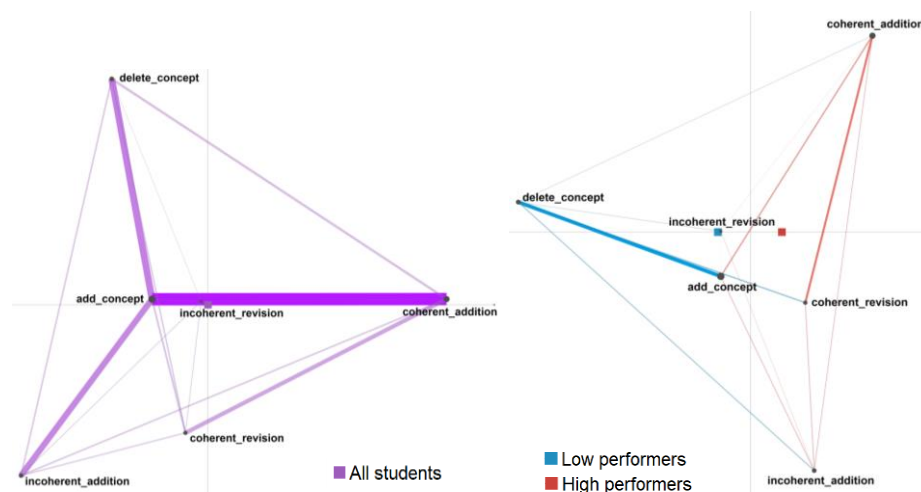 delete_concept
add_concept
incoherent_revision
coherent_addition
coherent_revision
incoherent_addition
All students
coherent_addition
delete_concept
incoherent_revision
add_concept
coherent_revision
incoherent_addition
Low performers
High performers